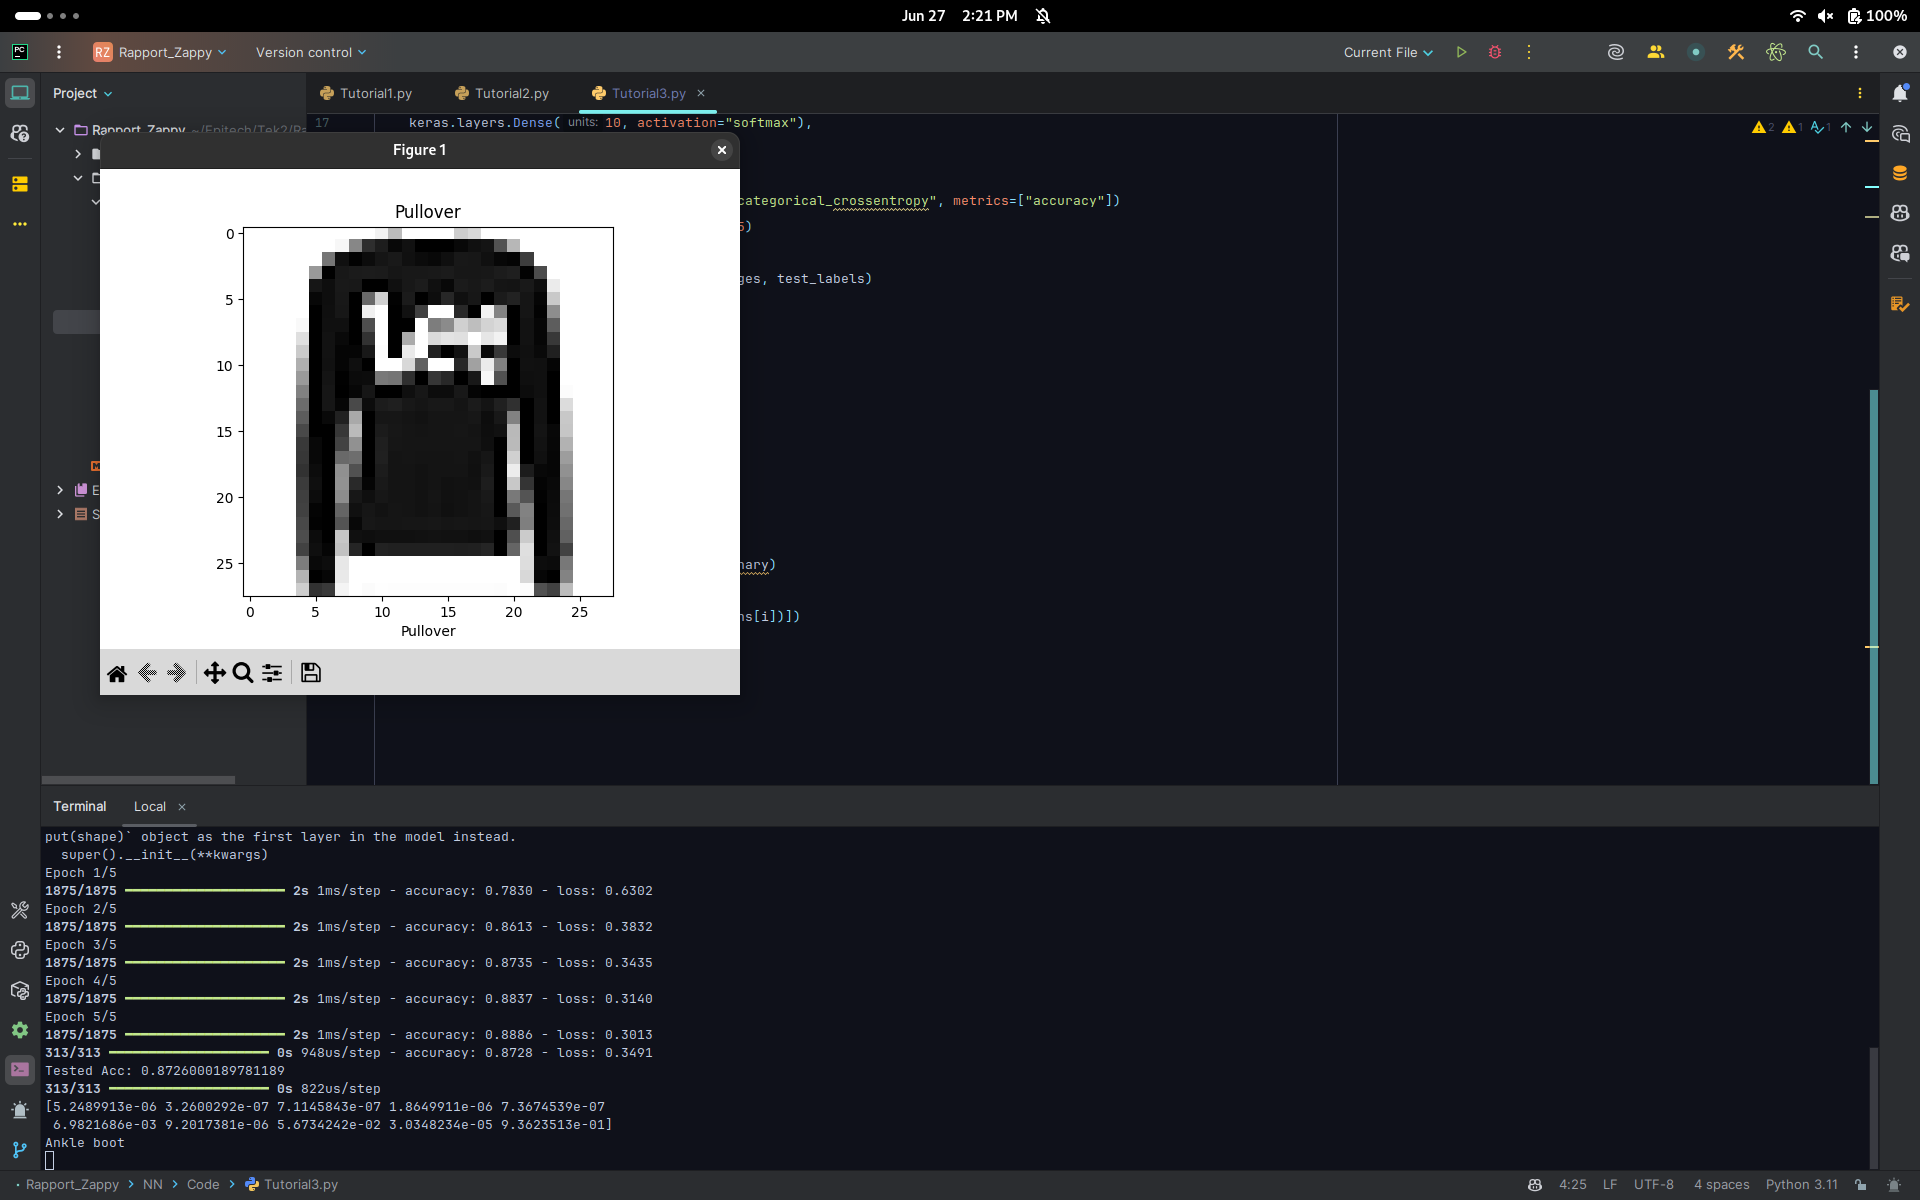 Jun 27 2:21 PM 100%
PC RZ Rapport_Zappy Version control Current File
Project Tutorial1.py Tutorial2.py Tutorial3.py
Rapport_Zappy ~/Epitech/Tek2/Ra
17 keras.layers.Dense( units: 10, activation="softmax"),
2 1 1
Figure 1
Pullover
categorical_crossentropy", metrics=["accuracy"])
5)
ges, test_labels)
nary)
ns[i])])
0
5
10
15
20
25
0 5 10 15 20 25
Pullover
E
S
Terminal Local
put(shape)` object as the first layer in the model instead.
super().__init__(**kwargs)
Epoch 1/5
1875/1875 2s 1ms/step - accuracy: 0.7830 - loss: 0.6302
Epoch 2/5
1875/1875 2s 1ms/step - accuracy: 0.8613 - loss: 0.3832
Epoch 3/5
1875/1875 2s 1ms/step - accuracy: 0.8735 - loss: 0.3435
Epoch 4/5
1875/1875 2s 1ms/step - accuracy: 0.8837 - loss: 0.3140
Epoch 5/5
1875/1875 2s 1ms/step - accuracy: 0.8886 - loss: 0.3013
313/313 0s 948us/step - accuracy: 0.8728 - loss: 0.3491
Tested Acc: 0.8726000189781189
313/313 0s 822us/step
[5.2489913e-06 3.2600292e-07 7.1145843e-07 1.8649911e-06 7.3674539e-07
6.9821686e-03 9.2017381e-06 5.6734242e-02 3.0348234e-05 9.3623513e-01]
Ankle boot
Rapport_Zappy > NN > Code > Tutorial3.py 4:25 LF UTF-8 4 spaces Python 3.11